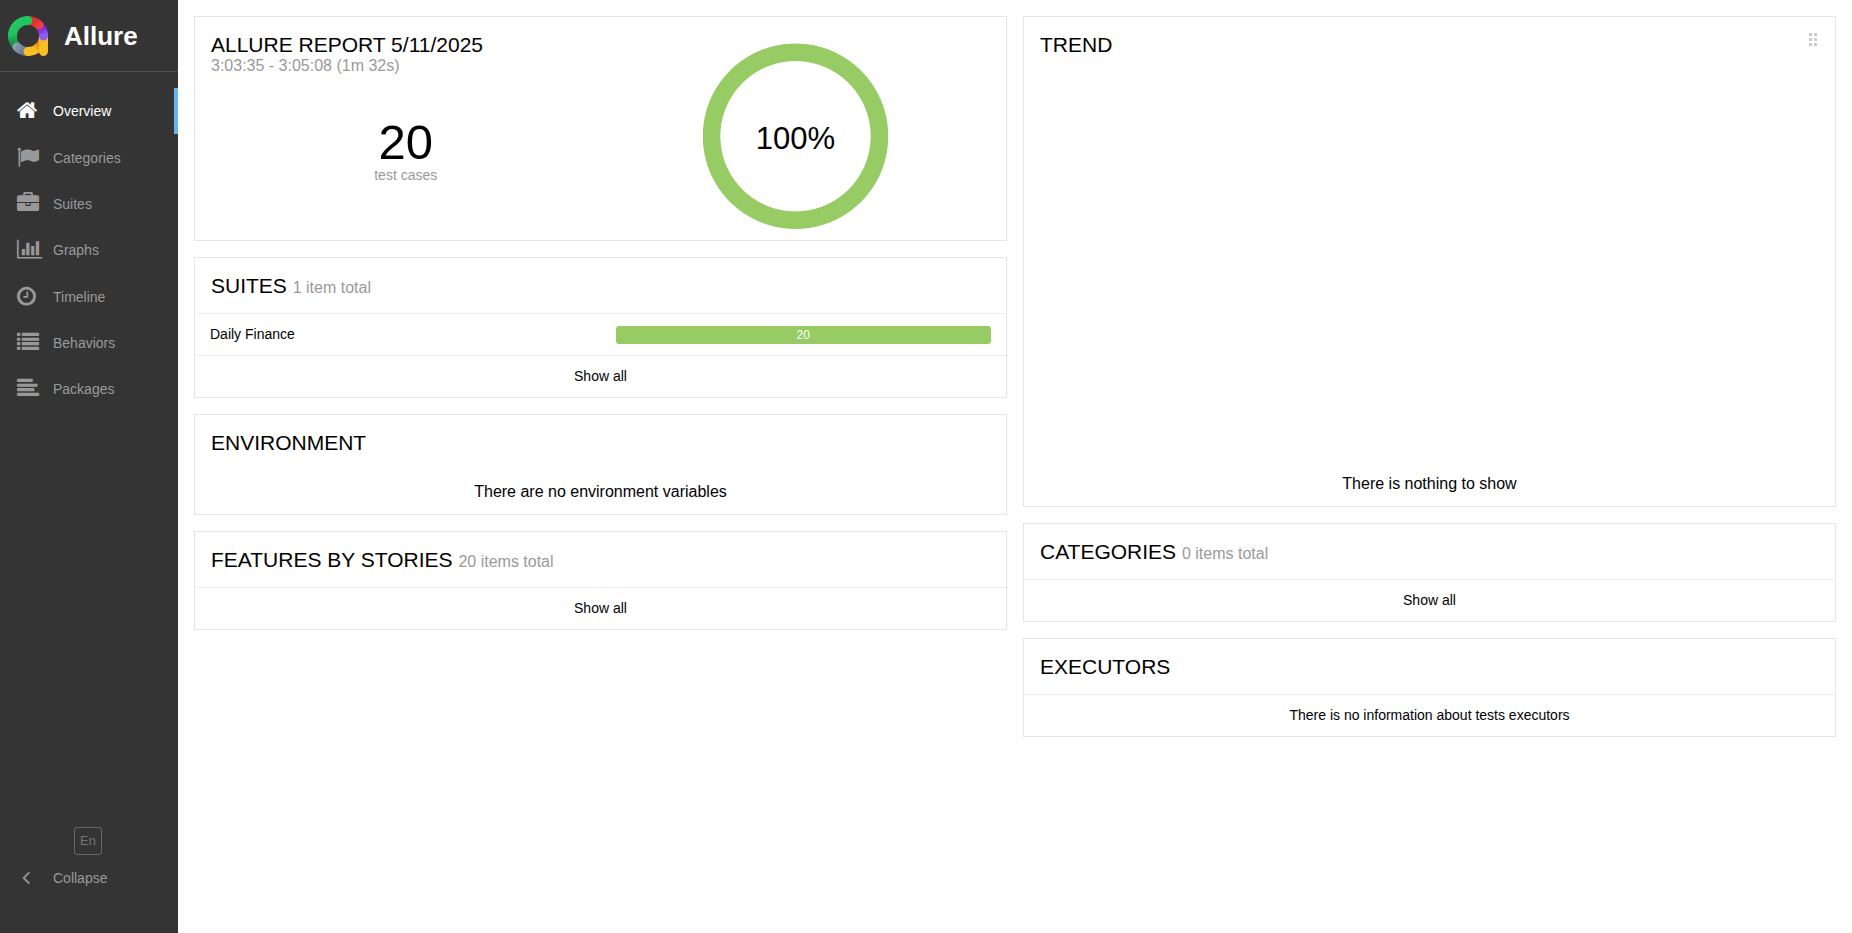 Allure
Overview
Categories
Suites
Graphs
Timeline
Behaviors
Packages
En
Collapse
ALLURE REPORT 5/11/2025
3:03:35 - 3:05:08 (1m 32s)
20
test cases
100%
SUITES 1 item total
Daily Finance
20
Show all
ENVIRONMENT
There are no environment variables
FEATURES BY STORIES 20 items total
Show all
TREND
There is nothing to show
CATEGORIES 0 items total
Show all
EXECUTORS
There is no information about tests executors